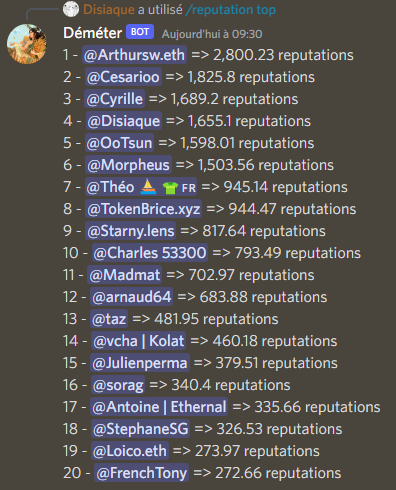 Disiaque a utilisé /reputation top
Déméter BOT Aujourd'hui à 09:30
1 - @Arthursw.eth => 2,800.23 reputations
2 - @Cesarioo => 1,825.8 reputations
3 - @Cyrille => 1,689.2 reputations
4 - @Disiaque => 1,655.1 reputations
5 - @OoTsun => 1,598.01 reputations
6 - @Morpheus => 1,503.56 reputations
7 - @Théo ⛵ 👕 FR => 945.14 reputations
8 - @TokenBrice.xyz => 944.47 reputations
9 - @Starny.lens => 817.64 reputations
10 - @Charles 53300 => 793.49 reputations
11 - @Madmat => 702.97 reputations
12 - @arnaud64 => 683.88 reputations
13 - @taz => 481.95 reputations
14 - @vcha | Kolat => 460.18 reputations
15 - @Julienperma => 379.51 reputations
16 - @sorag => 340.4 reputations
17 - @Antoine | Ethernal => 335.66 reputations
18 - @StephaneSG => 326.53 reputations
19 - @Loico.eth => 273.97 reputations
20 - @FrenchTony => 272.66 reputations